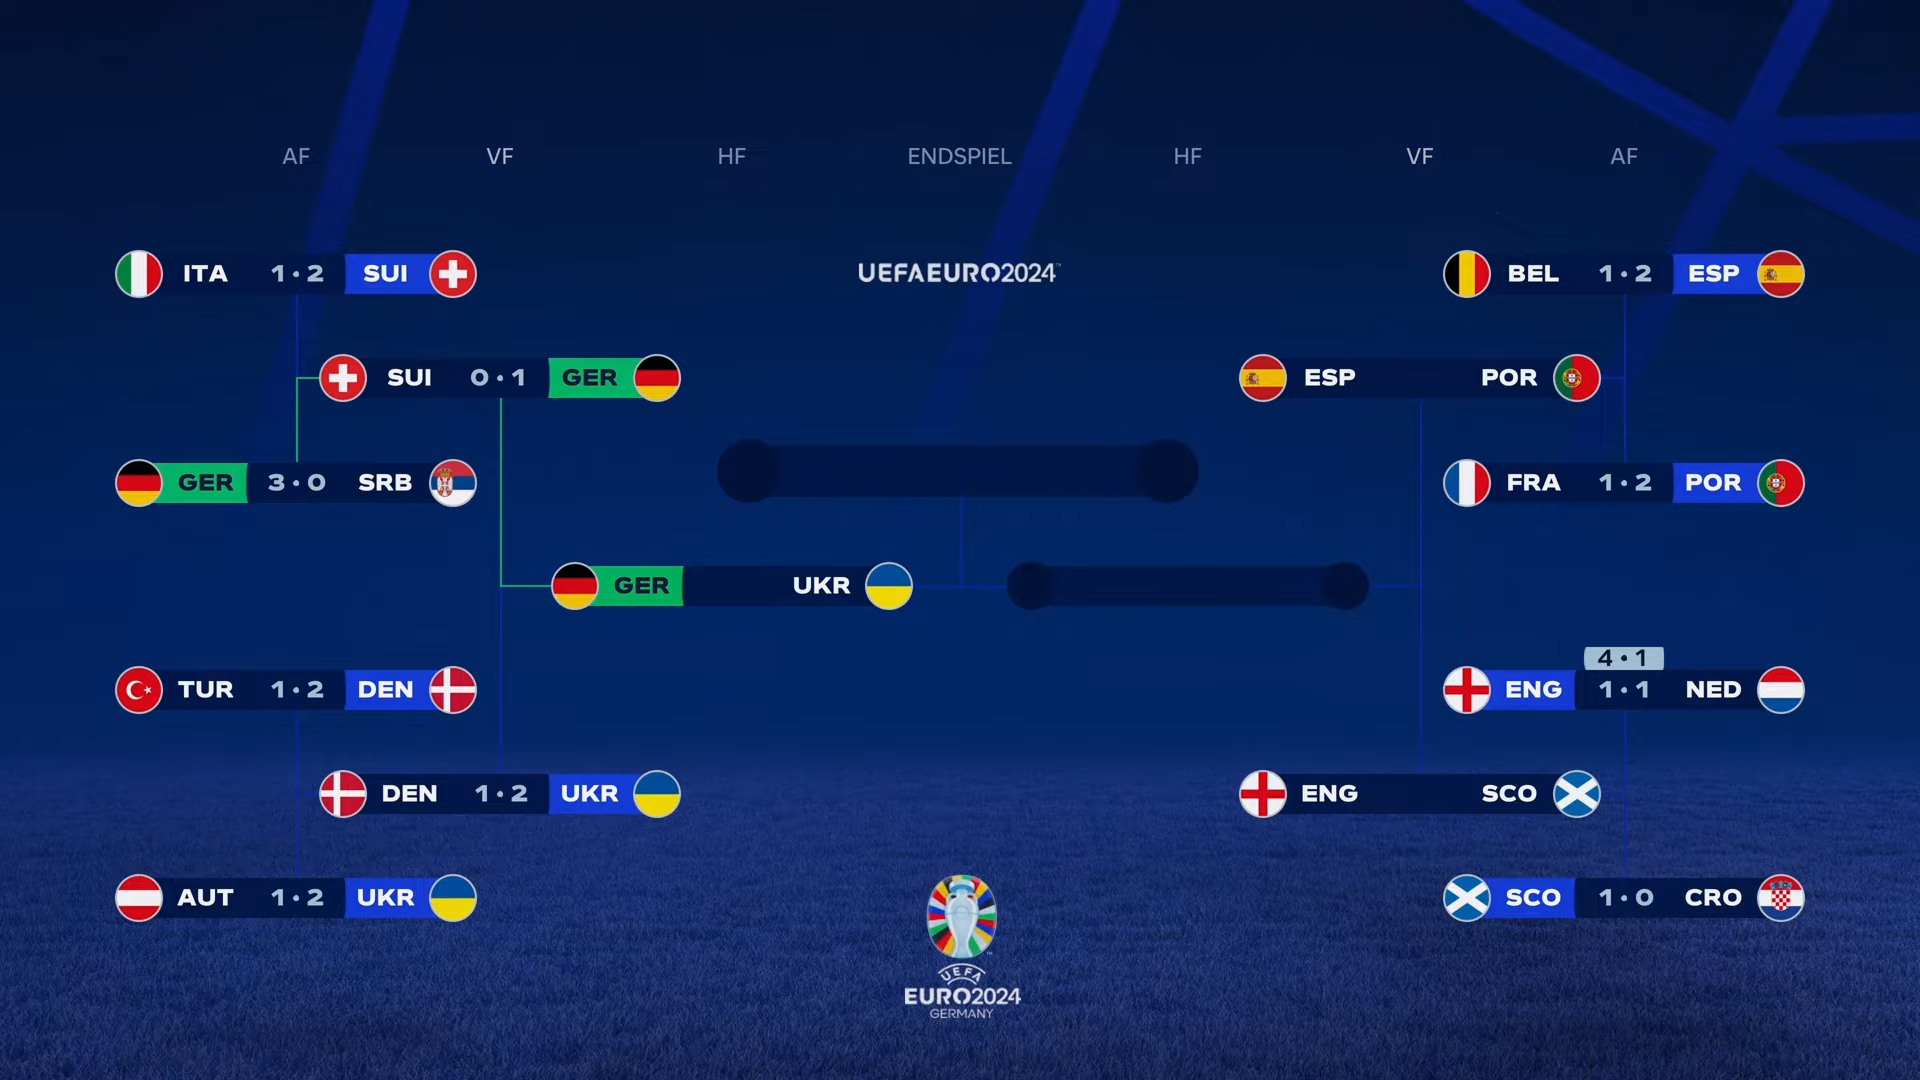 AF VF HF ENDSPIEL HF VF AF
ITA 1·2 SUI
UEFAEURO2024™
BEL 1·2 ESP
SUI 0·1 GER
ESP POR
GER 3·0 SRB
FRA 1·2 POR
GER UKR
4·1
TUR 1·2 DEN
ENG 1·1 NED
DEN 1·2 UKR
ENG SCO
AUT 1·2 UKR
SCO 1·0 CRO
UEFA
EURO2024
GERMANY